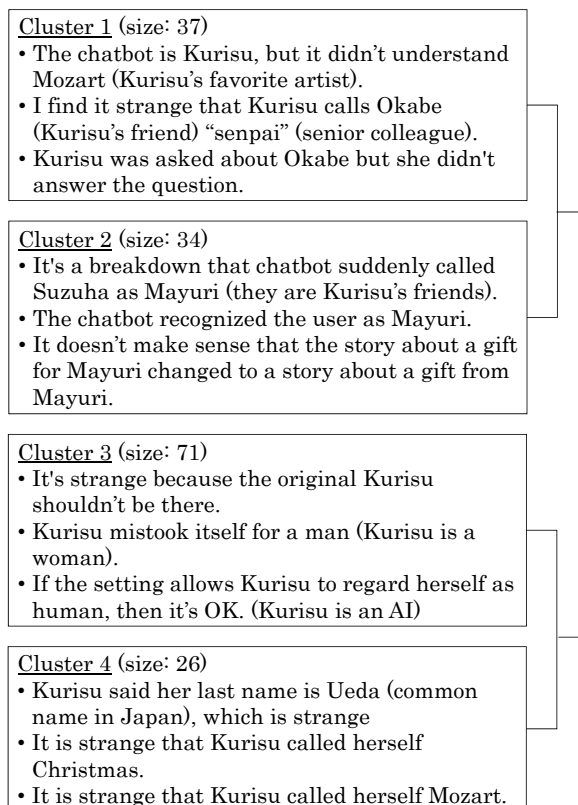 Cluster 1 (size: 37)
• The chatbot is Kurisu, but it didn’t understand
Mozart (Kurisu’s favorite artist).
• I find it strange that Kurisu calls Okabe
(Kurisu’s friend) “senpai” (senior colleague).
• Kurisu was asked about Okabe but she didn't
answer the question.
Cluster 2 (size: 34)
• It's a breakdown that chatbot suddenly called
Suzuha as Mayuri (they are Kurisu’s friends).
• The chatbot recognized the user as Mayuri.
• It doesn’t make sense that the story about a gift
for Mayuri changed to a story about a gift from
Mayuri.
Cluster 3 (size: 71)
• It's strange because the original Kurisu
shouldn’t be there.
• Kurisu mistook itself for a man (Kurisu is a
woman).
• If the setting allows Kurisu to regard herself as
human, then it’s OK. (Kurisu is an AI)
Cluster 4 (size: 26)
• Kurisu said her last name is Ueda (common
name in Japan), which is strange
• It is strange that Kurisu called herself
Christmas.
• It is strange that Kurisu called herself Mozart.